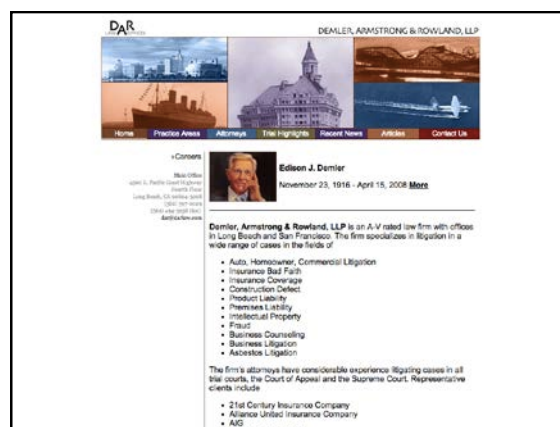 DAR
LAW OFFICES
DEMLER, ARMSTRONG & ROWLAND, LLP
Home
Practice Areas
Attorneys
Trial Highlights
Recent News
Articles
Contact Us
Careers
Main Office
Fourth Floor
Edison J. Demler
November 23, 1916 - April 15, 2008 More
Demler, Armstrong & Rowland, LLP is an A-V rated law firm with offices
in Long Beach and San Francisco. The firm specializes in litigation in a
wide range of cases in the fields of
• Auto, Homeowner, Commercial Litigation
• Insurance Bad Faith
• Insurance Coverage
• Construction Defect
• Product Liability
• Premises Liability
• Intellectual Property
• Fraud
• Business Counseling
• Business Litigation
• Asbestos Litigation
The firm's attorneys have considerable experience litigating cases in all
trial courts, the Court of Appeal and the Supreme Court. Representative
clients include
• 21st Century Insurance Company
• Alliance United Insurance Company
• AIG